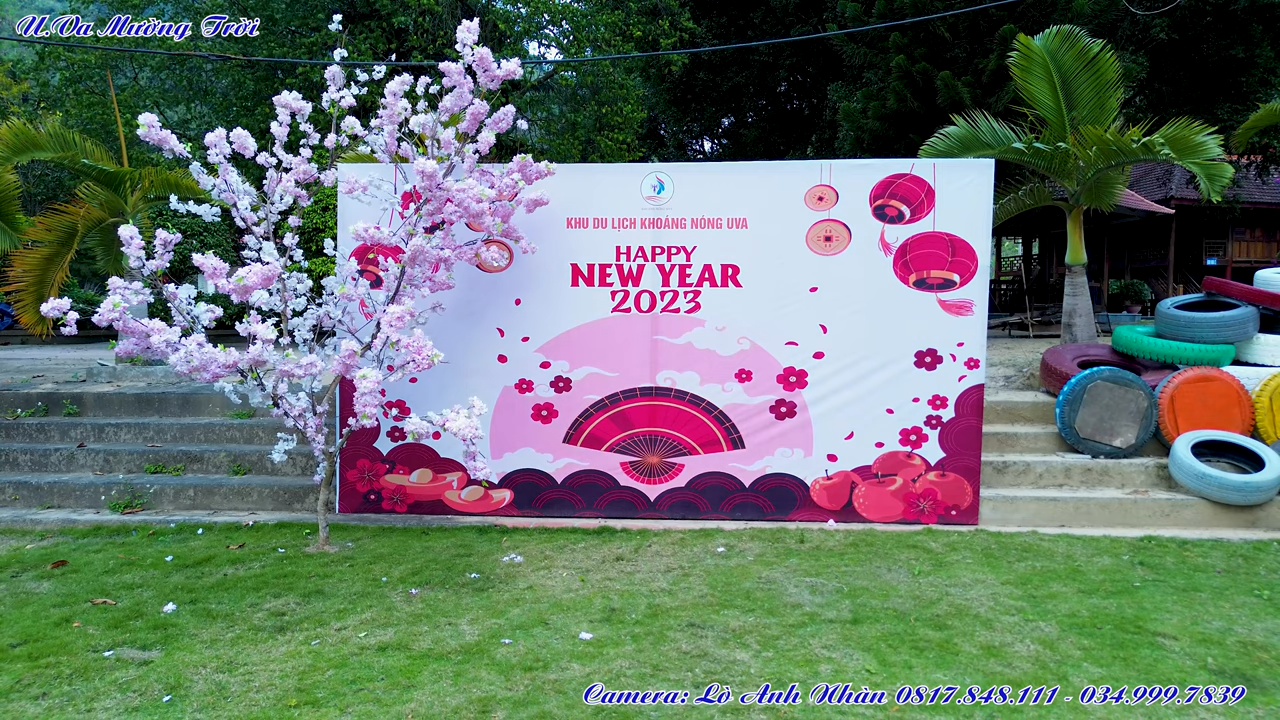 U.Va Mường Trời
KHU DU LỊCH KHOÁNG NÓNG UVA
HAPPY
NEW YEAR
2023
Camera: Lò Anh Nhàn 0817.848.111 - 034.999.7839